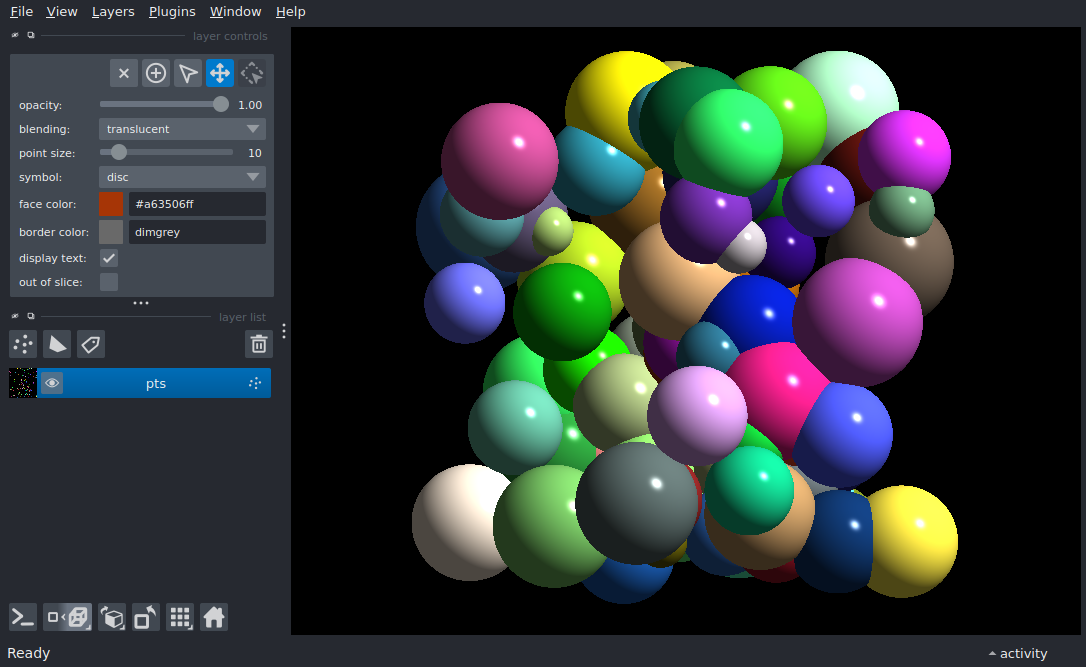 File View Layers Plugins Window Help
layer controls
opacity: 1.00
blending: translucent
point size: 10
symbol: disc
face color: #a63506ff
border color: dimgrey
display text:
out of slice:
layer list
pts
Ready activity